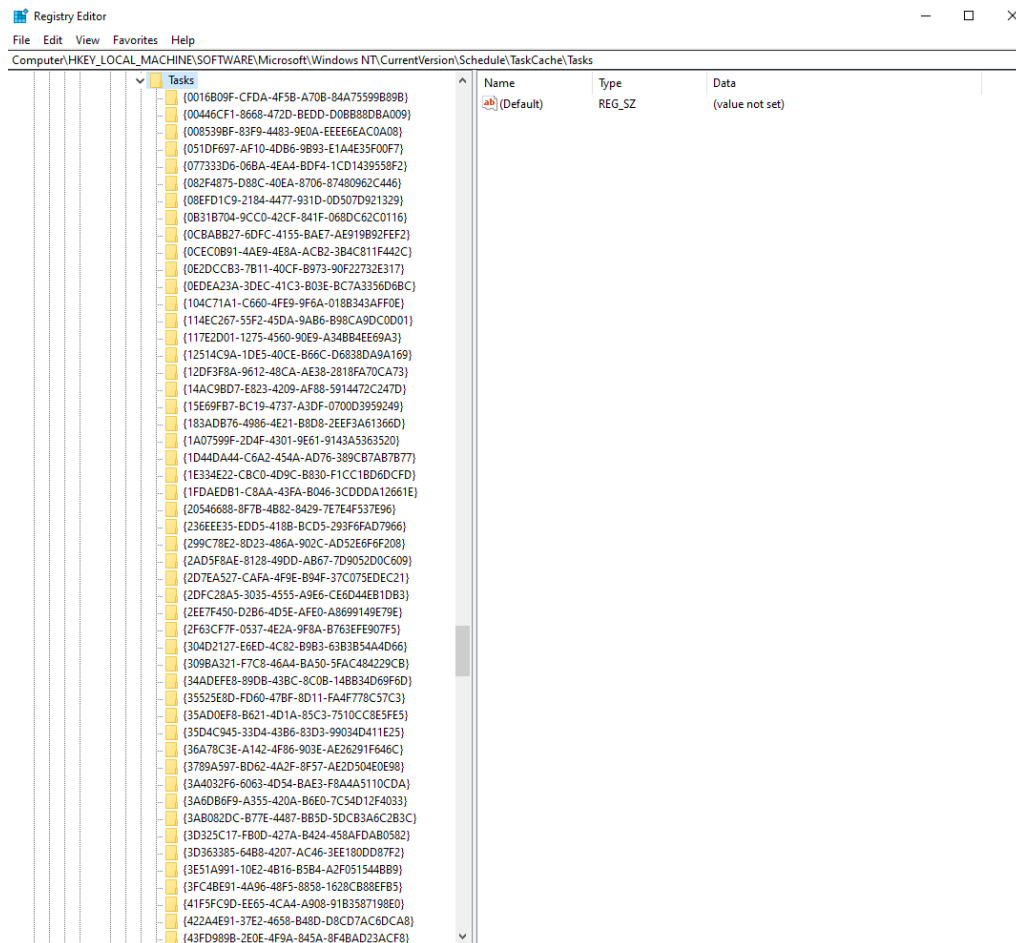 Registry Editor
File Edit View Favorites Help
Computer\HKEY_LOCAL_MACHINE\SOFTWARE\Microsoft\Windows NT\CurrentVersion\Schedule\TaskCache\Tasks
Tasks
{0016B09F-CFDA-4F5B-A70B-84A75599B89B}
{00446CF1-8668-472D-BEDD-D0BB88DBA009}
{008539BF-83F9-4483-9E0A-EEEE6EAC0A08}
{051DF697-AF10-4DB6-9B93-E1A4E35F00F7}
{077333D6-06BA-4EA4-BDF4-1CD1439558F2}
{082F4875-D88C-40EA-8706-87480962C446}
{08EFD1C9-2184-4477-931D-0D507D921329}
{0B31B704-9CC0-42CF-841F-068DC62C0116}
{0CBABB27-6DFC-4155-BAE7-AE919B92FEF2}
{0CEC0B91-4AE9-4E8A-ACB2-3B4C811F442C}
{0E2DCCB3-7B11-40CF-B973-90F22732E317}
{0EDEA23A-3DEC-41C3-B03E-BC7A3356D6BC}
{104C71A1-C660-4FE9-9F6A-018B343AFF0E}
{114EC267-55F2-45DA-9AB6-B98CA9DC0D01}
{117E2D01-1275-4560-90E9-A34BB4EE69A3}
{12514C9A-1DE5-40CE-B66C-D6838DA9A169}
{12DF3F8A-9612-48CA-AE38-2818FA70CA73}
{14AC9BD7-E823-4209-AF88-5914472C247D}
{15E69FB7-BC19-4737-A3DF-0700D3959249}
{183ADB76-4986-4E21-B8D8-2EEF3A61366D}
{1A07599F-2D4F-4301-9E61-9143A5363520}
{1D44DA44-C6A2-454A-AD76-389CB7AB7B77}
{1E334E22-CBC0-4D9C-B830-F1CC1BD6DCFD}
{1FDAEDB1-C8AA-43FA-B046-3CDDDA12661E}
{20546688-8F7B-4B82-8429-7E7E4F537E96}
{236EEE35-EDD5-418B-BCD5-293F6FAD7966}
{299C78E2-8D23-486A-902C-AD52E6F6F208}
{2AD5F8AE-8128-49DD-AB67-7D9052D0C609}
{2D7EA527-CAFA-4F9E-B94F-37C075EDEC21}
{2DFC28A5-3035-4555-A9E6-CE6D44EB1DB3}
{2EE7F450-D2B6-4D5E-AFE0-A8699149E79E}
{2F63CF7F-0537-4E2A-9F8A-B763EFE907F5}
{304D2127-E6ED-4C82-B9B3-63B3B54A4D66}
{309BA321-F7C8-46A4-BA50-5FAC484229CB}
{34ADEFE8-89DB-43BC-8C0B-14BB34D69F6D}
{35525E8D-FD60-47BF-8D11-FA4F778C57C3}
{35AD0EF8-B621-4D1A-85C3-7510CC8E5FE5}
{35D4C945-33D4-43B6-83D3-99034D411E25}
{36A78C3E-A142-4F86-903E-AE26291F646C}
{3789A597-BD62-4A2F-8F57-AE2D504E0E98}
{3A4032F6-6063-4D54-BAE3-F8A4A5110CDA}
{3A6DB6F9-A355-420A-B6E0-7C54D12F4033}
{3AB082DC-B77E-4487-BB5D-5DCB3A6C2B3C}
{3D325C17-FB0D-427A-B424-458AFDAB0582}
{3D363385-64B8-4207-AC46-3EE180DD87F2}
{3E51A991-10E2-4B16-B5B4-A2F051544BB9}
{3FC4BE91-4A96-48F5-8858-1628CB88EFB5}
{41F5FC9D-EE65-4CA4-A908-91B3587198E0}
{422A4E91-37E2-4658-B48D-D8CD7AC6DCA8}
{43FD989B-2E0E-4F9A-845A-8F4BAD23ACF8}
Name Type Data
(Default) REG_SZ (value not set)